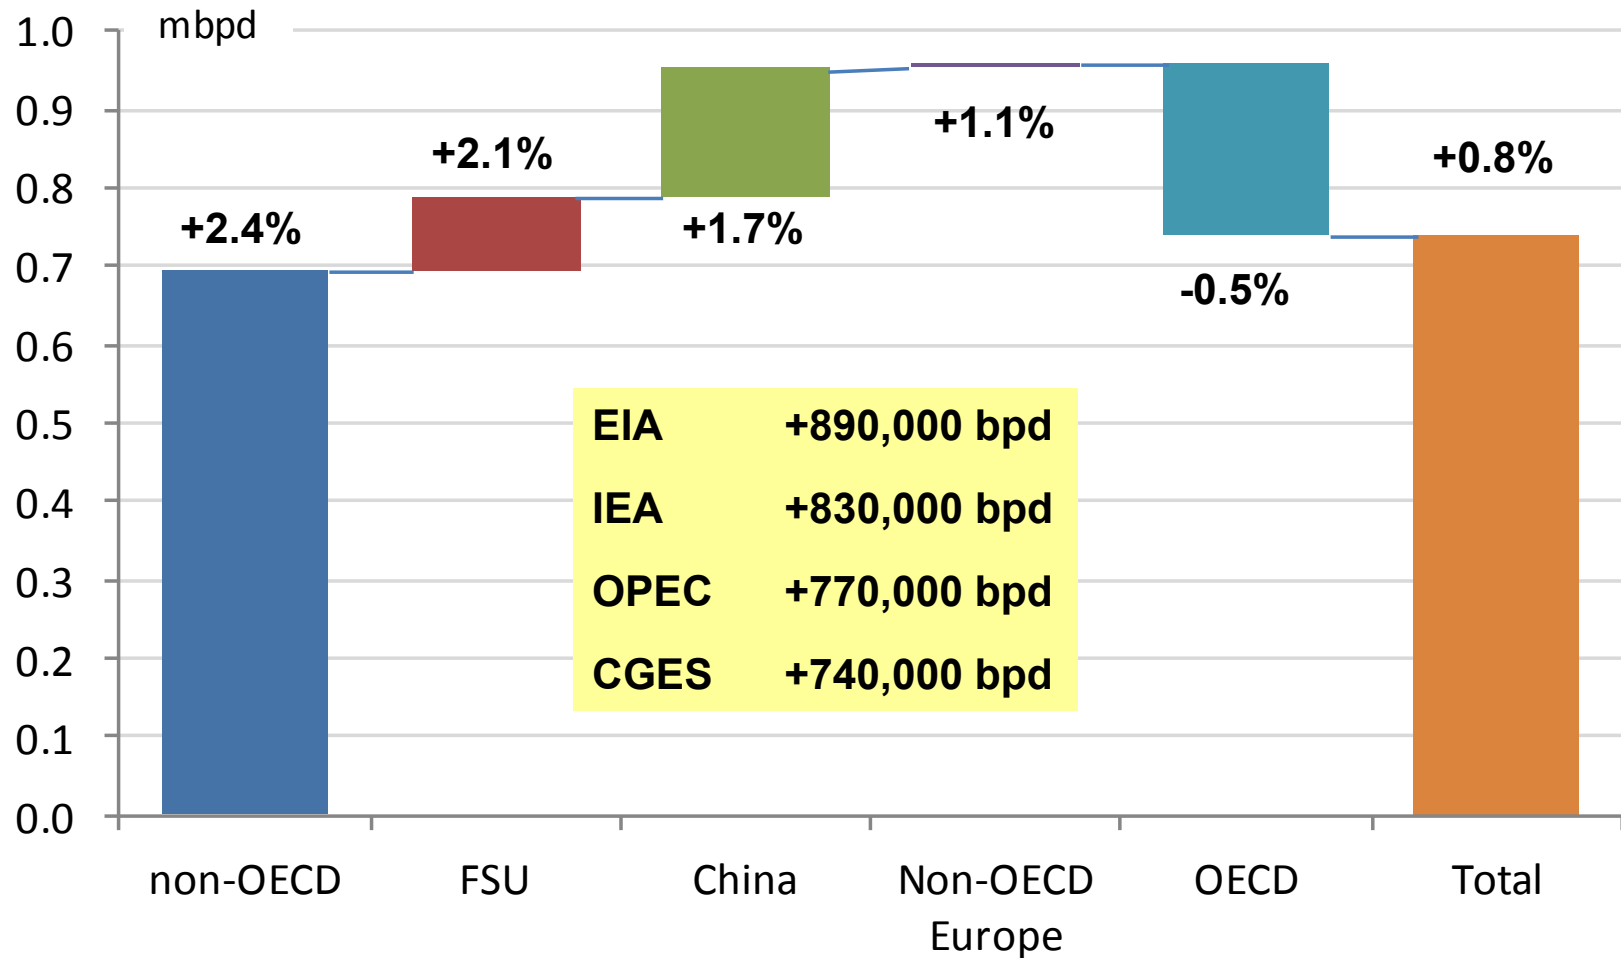 mbpd
1.0
0.9
0.8
0.7
0.6
0.5
0.4
0.3
0.2
0.1
0.0
+2.4%
+2.1%
+1.7%
+1.1%
-0.5%
+0.8%
EIA +890,000 bpd
IEA +830,000 bpd
OPEC +770,000 bpd
CGES +740,000 bpd
non-OECD
FSU
China
Non-OECD
Europe
OECD
Total